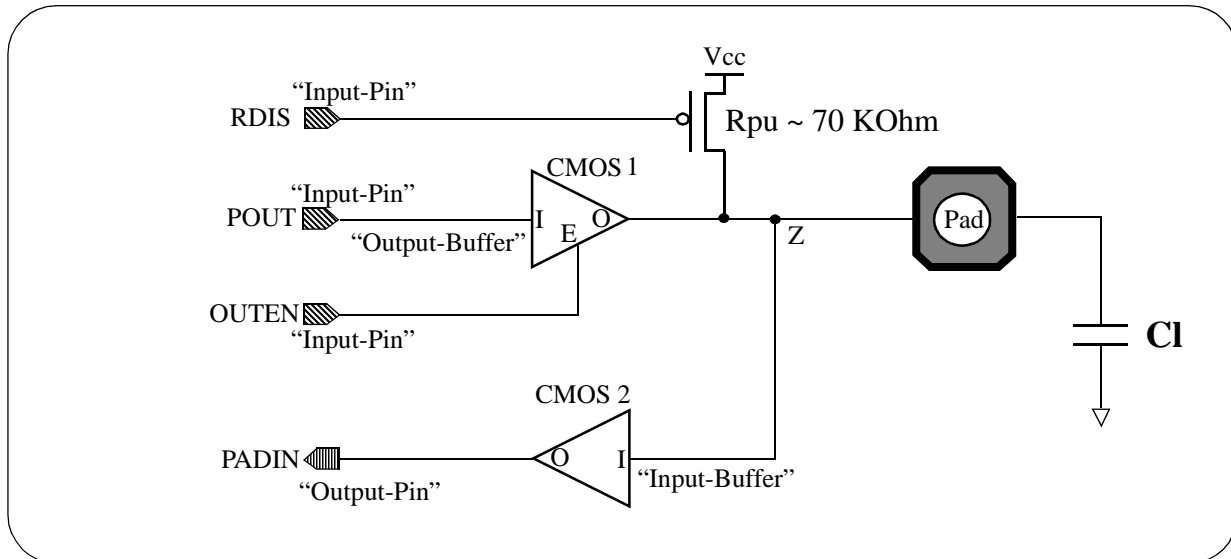 Vcc
“Input-Pin”
RDIS
Rpu ~ 70 KOhm
CMOS 1
“Input-Pin”
POUT
I
O
E
“Output-Buffer”
Z
Pad
OUTEN
“Input-Pin”
Cl
CMOS 2
PADIN
O
I
“Output-Pin”
“Input-Buffer”